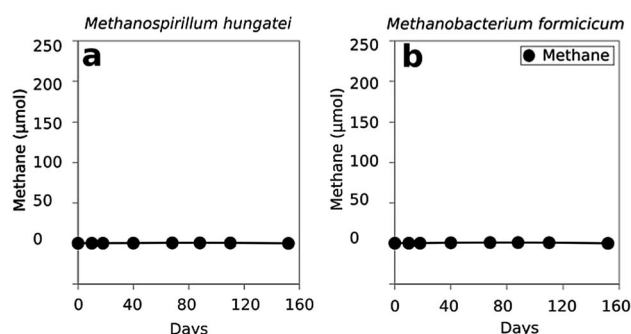 Methanospirillum hungatei
a
250
200
150
100
50
0
Methane (µmol)
0 40 80 120 160
Days
Methanobacterium formicicum
b
Methane
250
200
150
100
50
0
Methane (µmol)
0 40 80 120 160
Days